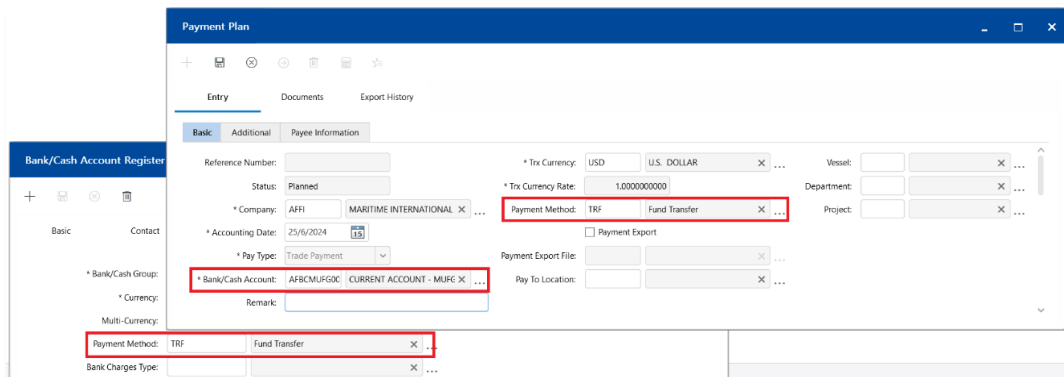 Payment Plan
Entry Documents Export History
Basic Additional Payee Information
Reference Number: * Trx Currency: USD U.S. DOLLAR Vessel:
Status: Planned * Trx Currency Rate: 1.0000000000 Department:
* Company: AFFI MARITIME INTERNATIONAL Payment Method: TRF Fund Transfer Project:
* Accounting Date: 25/6/2024 15 Payment Export
* Pay Type: Trade Payment Payment Export File:
* Bank/Cash Account: AFBCMUFG00 CURRENT ACCOUNT - MUFG Pay To Location:
Remark:
Bank/Cash Account Register
Basic Contact
* Bank/Cash Group:
* Currency:
Multi-Currency:
Payment Method: TRF Fund Transfer
Bank Charges Type: